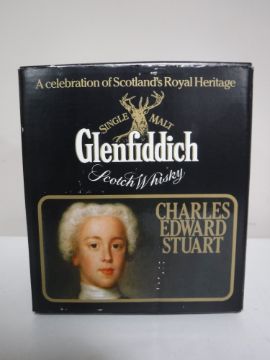 A celebration of Scotland's Royal Heritage
SINGLE MALT
Glenfiddich
Scotch Whisky
CHARLES
EDWARD
STUART